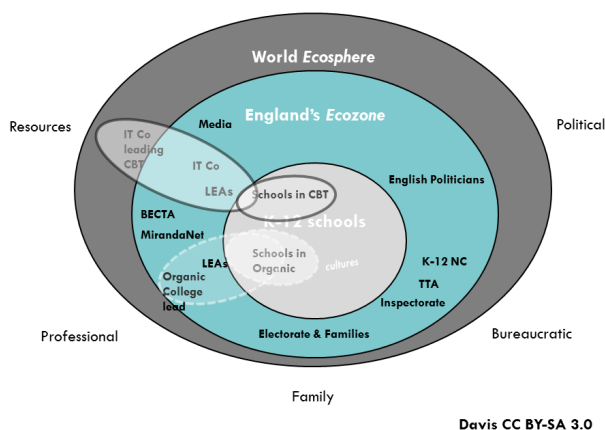 World Ecosphere
England's Ecozone
Resources
Political
Media
IT Co
leading
CBT
IT Co
LEAs
English Politicians
Schools in CBT
BECTA
MirandaNet
K-12 schools
Schools in
Organic
cultures
LEAs
Organic
College
lead
K-12 NC
TTA
Inspectorate
Electorate & Families
Professional
Bureaucratic
Family
Davis CC BY-SA 3.0